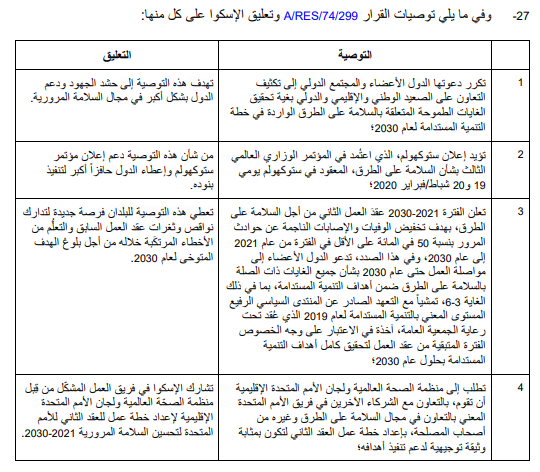 27- وفي ما يلي توصيات القرار A/RES/74/299 وتعليق الإسكوا على كل منها:
التوصية
التعليق
1
تكرر دعوتها الدول الأعضاء والمجتمع الدولي إلى تكثيف
التعاون على الصعيد الوطني والإقليمي والدولي بغية تحقيق
الغايات الطموحة المتعلقة بالسلامة على الطرق الواردة في خطة
التنمية المستدامة لعام 2030؛
تهدف هذه التوصية إلى حشد الجهود ودعم
الدول بشكل أكبر في مجال السلامة المرورية.
2
تؤيد إعلان ستوكهولم، الذي اعتُمد في المؤتمر الوزاري العالمي
الثالث بشأن السلامة على الطرق، المعقود في ستوكهولم يومي
19 و20 شباط/فبراير 2020؛
من شأن هذه التوصية دعم إعلان مؤتمر
ستوكهولم وإعطاء الدول حافزاً أكبر لتنفيذ
بنوده.
3
تعلن الفترة 2021-2030 عقد العمل الثاني من أجل السلامة على
الطرق، بهدف تخفيض الوفيات والإصابات الناجمة عن حوادث
المرور بنسبة 50 في المائة على الأقل في الفترة من عام 2021
إلى عام 2030، وفي هذا الصدد، تدعو الدول الأعضاء إلى
مواصلة العمل حتى عام 2030 بشأن جميع الغايات ذات الصلة
بالسلامة على الطرق ضمن أهداف التنمية المستدامة، بما في ذلك
الغاية 3-6، تمشياً مع التعهد الصادر عن المنتدى السياسي الرفيع
المستوى المعني بالتنمية المستدامة لعام 2019 الذي عُقد تحت
رعاية الجمعية العامة، آخذة في الاعتبار على وجه الخصوص
الفترة المتبقية من عقد العمل لتحقيق كامل أهداف التنمية
المستدامة بحلول عام 2030؛
تعطي هذه التوصية للبلدان فرصة جديدة لتدارك
نواقص وثغرات عقد العمل السابق والتعلُّم من
الأخطاء المرتكَبة خلاله من أجل بلوغ الهدف
المتوخى لعام 2030.
4
تطلب إلى منظمة الصحة العالمية ولجان الأمم المتحدة الإقليمية
أن تقوم، بالتعاون مع الشركاء الآخرين في فريق الأمم المتحدة
المعني بالتعاون في مجال السلامة على الطرق وغيره من
أصحاب المصلحة، بإعداد خطة عمل العقد الثاني لتكون بمثابة
وثيقة توجيهية لدعم تنفيذ أهدافه؛
تشارك الإسكوا في فريق العمل المشكّل من قِبل
منظمة الصحّة العالمية ولجان الأمم المتحدة
الإقليمية لإعداد خطة عمل للعقد الثاني للأمم
المتحدة لتحسين السلامة المرورية 2021-2030.